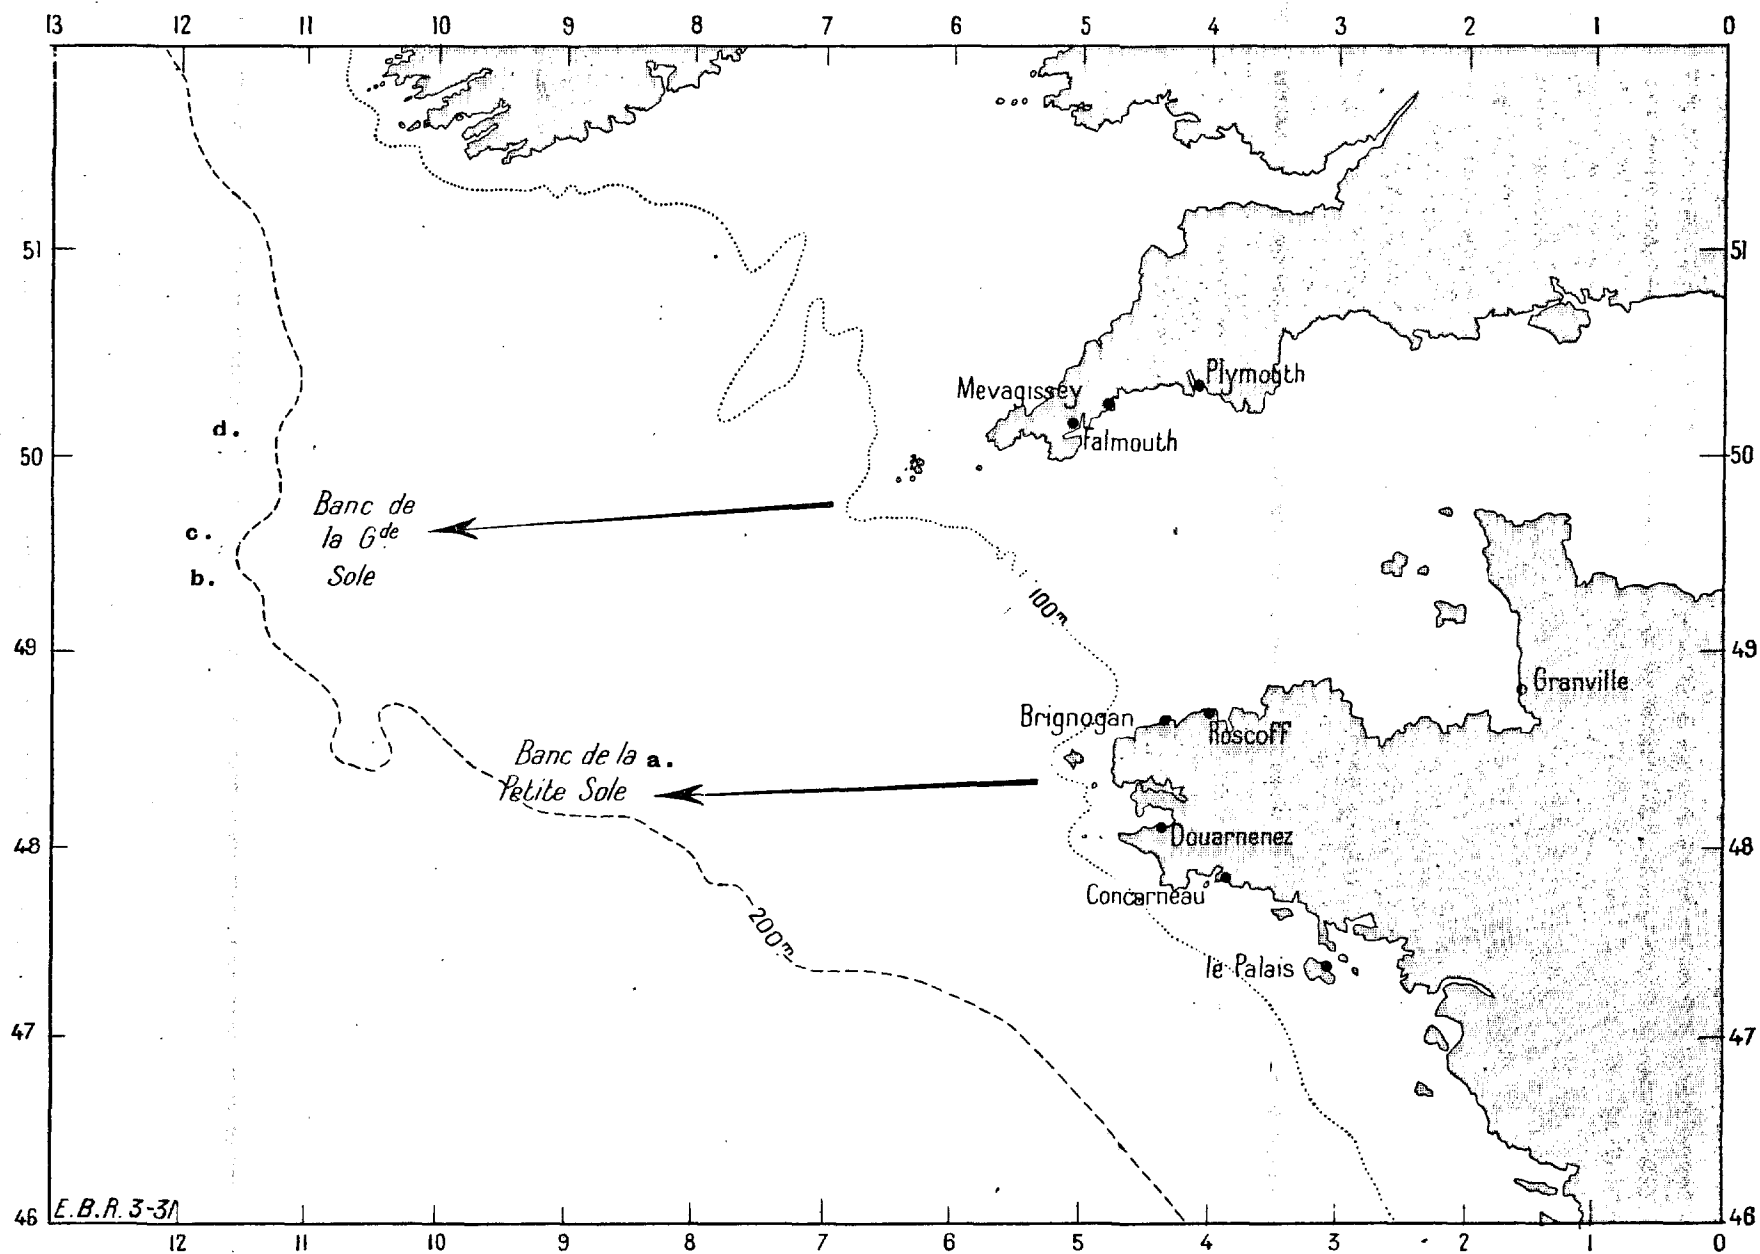 13 12 11 10 9 8 7 6 5 4 3 2 1 0
51 51
Plymouth
Mevagissey
d.
Falmouth
50 50
Banc de
la Gde
Sole
c.
b.
100m
49 49
Granville
Brignogan
Roscoff
Banc de la a.
Petite Sole
Douarnenez
48 48
Concarneau
200m
le Palais
47 47
46 E.B.R. 3-31 46
12 11 10 9 8 7 6 5 4 3 2 1 0